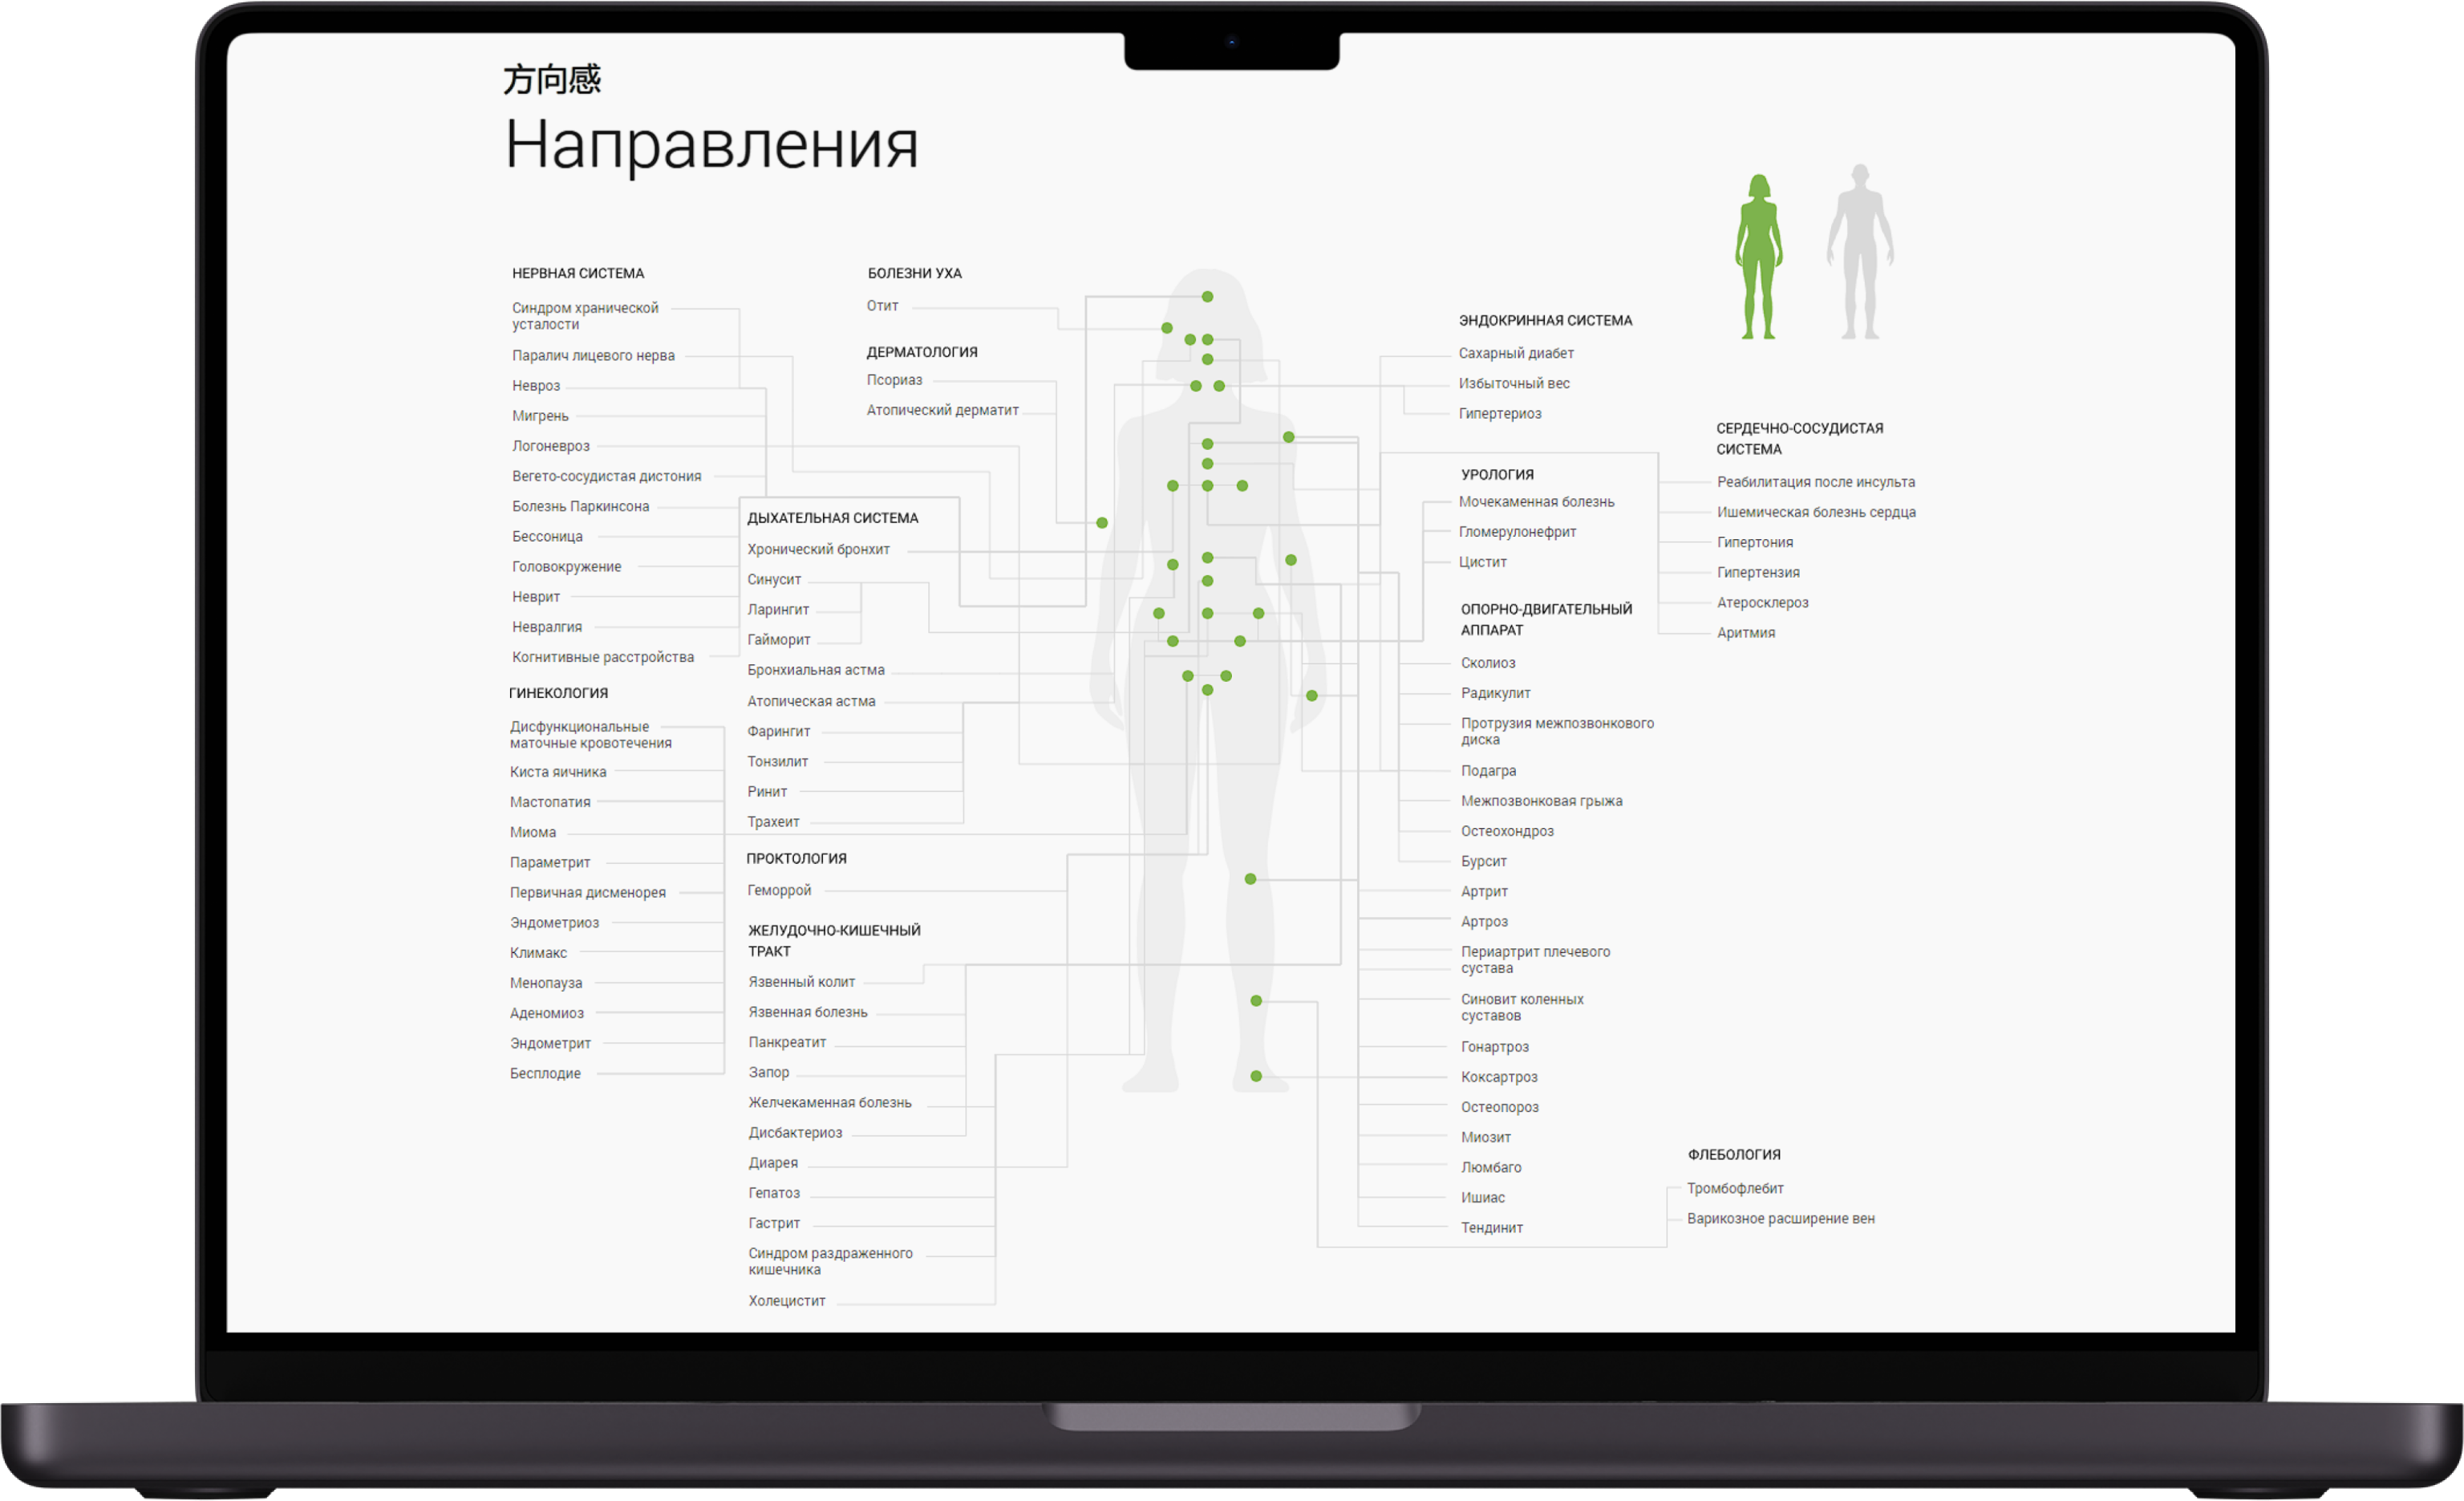 方向感
Направления
НЕРВНАЯ СИСТЕМА
Синдром хранической
усталости
Паралич лицевого нерва
Невроз
Мигрень
Логоневроз
Вегето-сосудистая дистония
Болезнь Паркинсона
Бессоница
Головокружение
Неврит
Невралгия
Когнитивные расстройства
ГИНЕКОЛОГИЯ
Дисфункциональные
маточные кровотечения
Киста яичника
Мастопатия
Миома
Параметрит
Первичная дисменорея
Эндометриоз
Климакс
Менопауза
Аденомиоз
Эндометрит
Бесплодие
БОЛЕЗНИ УХА
Отит
ДЕРМАТОЛОГИЯ
Псориаз
Атопический дерматит
ДЫХАТЕЛЬНАЯ СИСТЕМА
Хронический бронхит
Синусит
Ларингит
Гайморит
Бронхиальная астма
Атопическая астма
Фарингит
Тонзилит
Ринит
Трахеит
ПРОКТОЛОГИЯ
Геморрой
ЖЕЛУДОЧНО-КИШЕЧНЫЙ
ТРАКТ
Язвенный колит
Язвенная болезнь
Панкреатит
Запор
Желчекаменная болезнь
Дисбактериоз
Диарея
Гепатоз
Гастрит
Синдром раздраженного
кишечника
Холецистит
ЭНДОКРИННАЯ СИСТЕМА
Сахарный диабет
Избыточный вес
Гипертериоз
УРОЛОГИЯ
Мочекаменная болезнь
Гломерулонефрит
Цистит
ОПОРНО-ДВИГАТЕЛЬНЫЙ
АППАРАТ
Сколиоз
Радикулит
Протрузия межпозвонкового
диска
Подагра
Межпозвонковая грыжа
Остеохондроз
Бурсит
Артрит
Артроз
Периартрит плечевого
сустава
Синовит коленных
суставов
Гонартроз
Коксартроз
Остеопороз
Миозит
Люмбаго
Ишиас
Тендинит
СЕРДЕЧНО-СОСУДИСТАЯ
СИСТЕМА
Реабилитация после инсульта
Ишемическая болезнь сердца
Гипертония
Гипертензия
Атеросклероз
Аритмия
ФЛЕБОЛОГИЯ
Тромбофлебит
Варикозное расширение вен